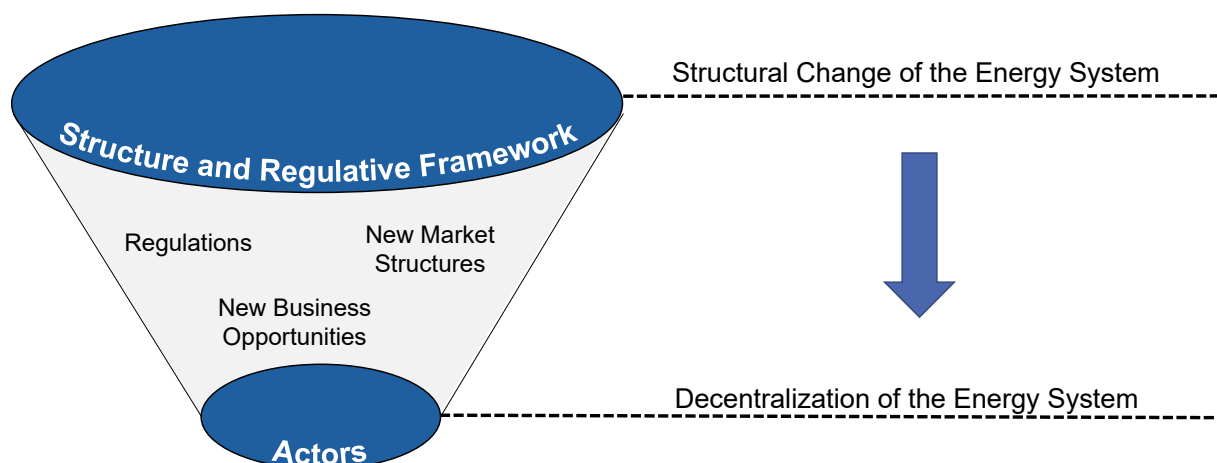 Structural Change of the Energy System
Structure and Regulative Framework
Regulations
New Market
Structures
New Business
Opportunities
Decentralization of the Energy System
Actors